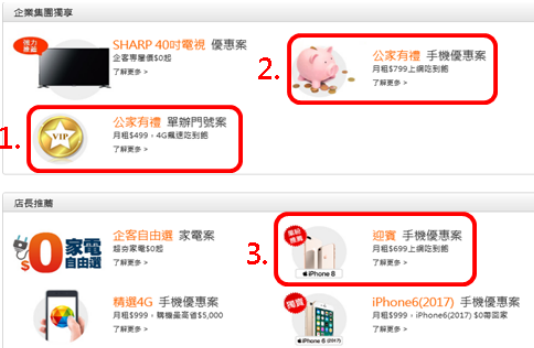 企業集團獨享
強力推薦
SHARP 40吋電視 優惠案
企客專屬價$0起
了解更多 >
2.
公家有禮 手機優惠案
月租$799上網吃到飽
了解更多 >
1.
VIP
公家有禮 單辦門號案
月租$499,4G飆速吃到飽
了解更多 >
店長推薦
$0 家電自由選
企客自由選 家電案
超夯家電$0起
了解更多 >
3.
iPhone 8
迎賓 手機優惠案
月租$699上網吃到飽
了解更多 >
精選4G 手機優惠案
月租$999,購機最高省$5,000
了解更多 >
獨賣
iPhone 6 (2017)
iPhone6(2017) 手機優惠案
月租$999,iPhone6(2017) $0帶回家
了解更多 >